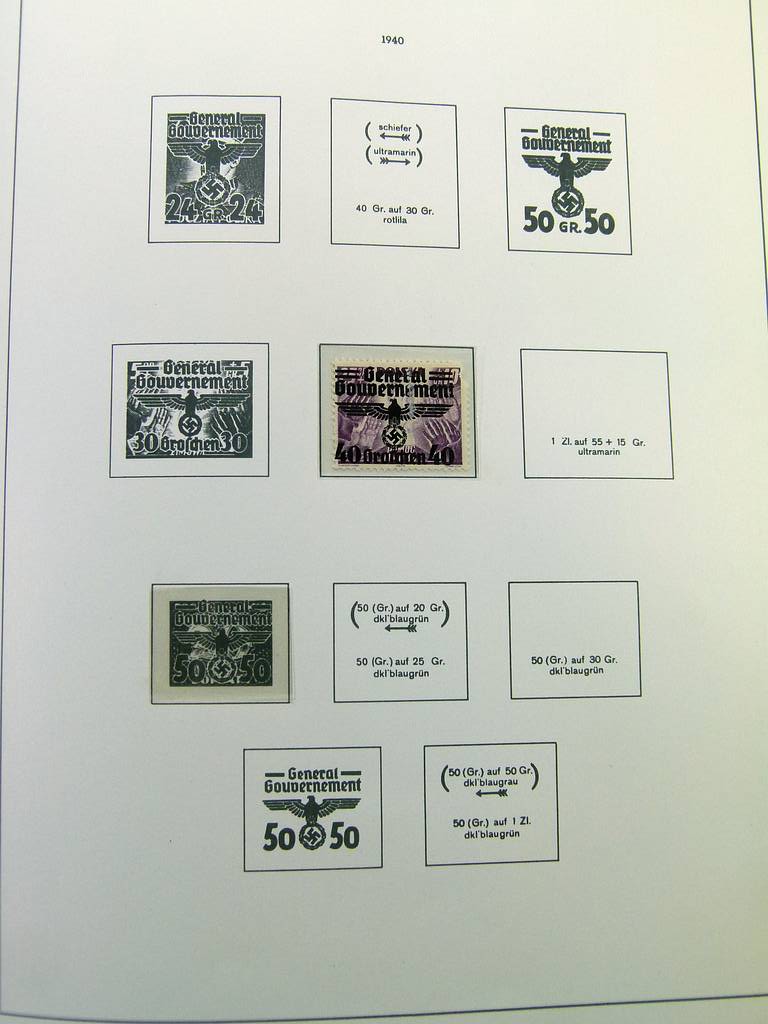 1940
General
Gouvernement
24 GR. 24
(schiefer)
(ultramarin)
40 Gr. auf 30 Gr.
rotlila
General
Gouvernement
50 GR. 50
General
Gouvernement
30 Groschen 30
General
Gouvernement
40 Groschen 40
1 Zl. auf 55 + 15 Gr.
ultramarin
General
Gouvernement
50 50
(50 (Gr.) auf 20 Gr.
dkl'blaugrün)
50 (Gr.) auf 25 Gr.
dkl'blaugrün
50 (Gr.) auf 30 Gr.
dkl'blaugrün
General
Gouvernement
50 50
(50 (Gr.) auf 50 Gr.
dkl'blaugrau)
50 (Gr.) auf 1 Zl.
dkl'blaugrün